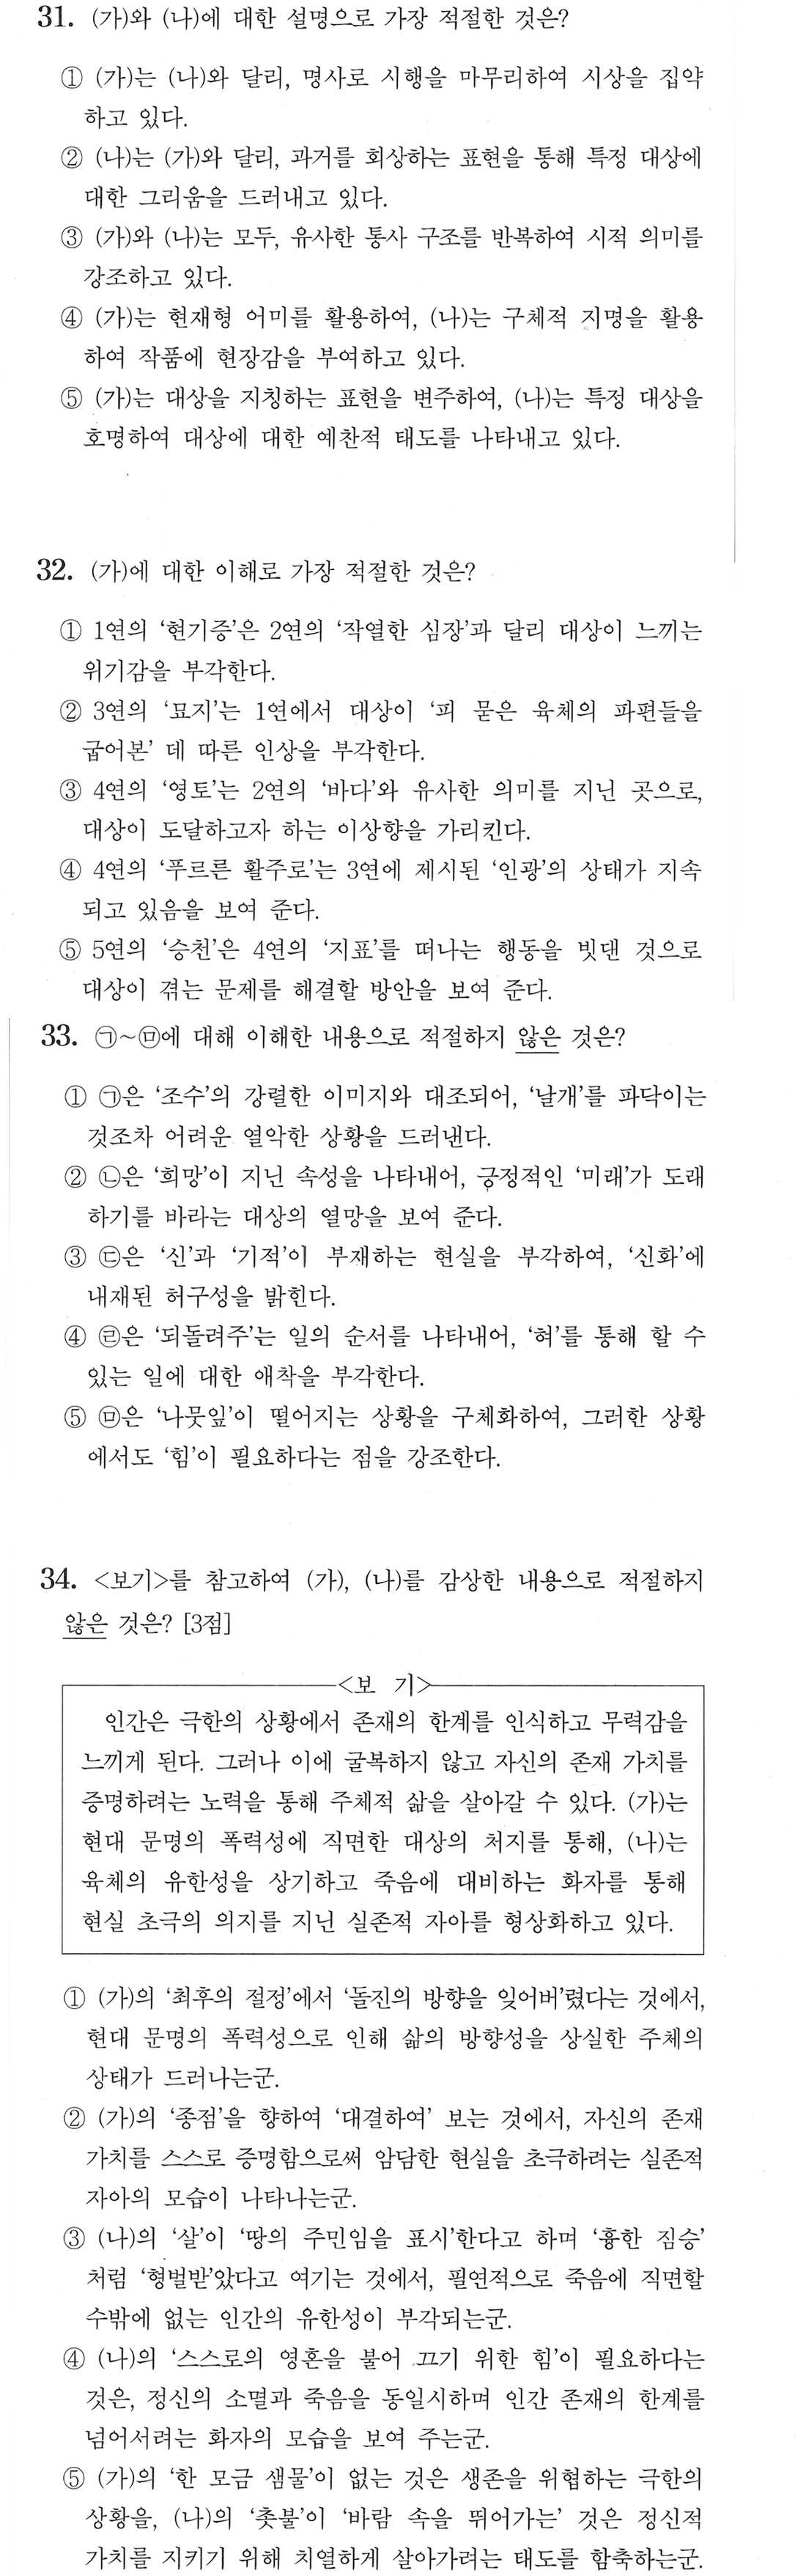 31. (가)와 (나)에 대한 설명으로 가장 적절한 것은?
① (가)는 (나)와 달리, 명사로 시행을 마무리하여 시상을 집약
하고 있다.
② (나)는 (가)와 달리, 과거를 회상하는 표현을 통해 특정 대상에
대한 그리움을 드러내고 있다.
③ (가)와 (나)는 모두, 유사한 통사 구조를 반복하여 시적 의미를
강조하고 있다.
④ (가)는 현재형 어미를 활용하여, (나)는 구체적 지명을 활용
하여 작품에 현장감을 부여하고 있다.
⑤ (가)는 대상을 지칭하는 표현을 변주하여, (나)는 특정 대상을
호명하여 대상에 대한 예찬적 태도를 나타내고 있다.
32. (가)에 대한 이해로 가장 적절한 것은?
① 1연의 ‘현기증’은 2연의 ‘작열한 심장’과 달리 대상이 느끼는
위기감을 부각한다.
② 3연의 ‘묘지’는 1연에서 대상이 ‘피 묻은 육체의 파편들을
굽어본’ 데 따른 인상을 부각한다.
③ 4연의 ‘영토’는 2연의 ‘바다’와 유사한 의미를 지닌 곳으로,
대상이 도달하고자 하는 이상향을 가리킨다.
④ 4연의 ‘푸르른 활주로’는 3연에 제시된 ‘인광’의 상태가 지속
되고 있음을 보여 준다.
⑤ 5연의 ‘승천’은 4연의 ‘지표’를 떠나는 행동을 빗댄 것으로
대상이 겪는 문제를 해결할 방안을 보여 준다.
33. ㉠~㉤에 대해 이해한 내용으로 적절하지 않은 것은?
① ㉠은 ‘조수’의 강렬한 이미지와 대조되어, ‘날개’를 파닥이는
것조차 어려운 열악한 상황을 드러낸다.
② ㉡은 ‘희망’이 지닌 속성을 나타내어, 긍정적인 ‘미래’가 도래
하기를 바라는 대상의 열망을 보여 준다.
③ ㉢은 ‘신’과 ‘기적’이 부재하는 현실을 부각하여, ‘신화’에
내재된 허구성을 밝힌다.
④ ㉣은 ‘되돌려주’는 일의 순서를 나타내어, ‘혀’를 통해 할 수
있는 일에 대한 애착을 부각한다.
⑤ ㉤은 ‘나뭇잎’이 떨어지는 상황을 구체화하여, 그러한 상황
에서도 ‘힘’이 필요하다는 점을 강조한다.
34. <보기>를 참고하여 (가), (나)를 감상한 내용으로 적절하지
않은 것은? [3점]
<보 기>
인간은 극한의 상황에서 존재의 한계를 인식하고 무력감을
느끼게 된다. 그러나 이에 굴복하지 않고 자신의 존재 가치를
증명하려는 노력을 통해 주체적 삶을 살아갈 수 있다. (가)는
현대 문명의 폭력성에 직면한 대상의 처지를 통해, (나)는
육체의 유한성을 상기하고 죽음에 대비하는 화자를 통해
현실 초극의 의지를 지닌 실존적 자아를 형상화하고 있다.
① (가)의 ‘최후의 절정’에서 ‘돌진의 방향을 잊어버’렸다는 것에서,
현대 문명의 폭력성으로 인해 삶의 방향성을 상실한 주체의
상태가 드러나는군.
② (가)의 ‘종점’을 향하여 ‘대결하여’ 보는 것에서, 자신의 존재
가치를 스스로 증명함으로써 암담한 현실을 초극하려는 실존적
자아의 모습이 나타나는군.
③ (나)의 ‘살’이 ‘땅의 주민임을 표시’한다고 하며 ‘흉한 짐승’
처럼 ‘형벌받’았다고 여기는 것에서, 필연적으로 죽음에 직면할
수밖에 없는 인간의 유한성이 부각되는군.
④ (나)의 ‘스스로의 영혼을 불어 끄기 위한 힘’이 필요하다는
것은, 정신의 소멸과 죽음을 동일시하며 인간 존재의 한계를
넘어서려는 화자의 모습을 보여 주는군.
⑤ (가)의 ‘한 모금 샘물’이 없는 것은 생존을 위협하는 극한의
상황을, (나)의 ‘촛불’이 ‘바람 속을 뛰어가는’ 것은 정신적
가치를 지키기 위해 치열하게 살아가려는 태도를 함축하는군.